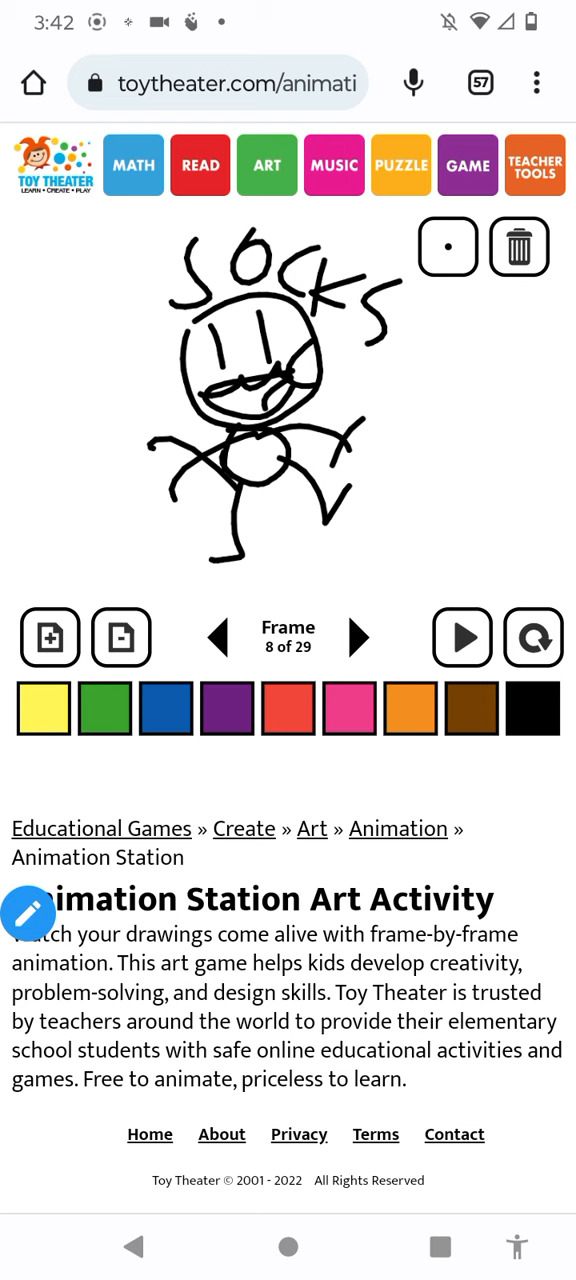 3:42
toytheater.com/animati
57
TOY THEATER
LEARN • CREATE • PLAY
MATH
READ
ART
MUSIC
PUZZLE
GAME
TEACHER
TOOLS
SOCKS
Frame
8 of 29
Educational Games » Create » Art » Animation »
Animation Station
nimation Station Art Activity
atch your drawings come alive with frame-by-frame
animation. This art game helps kids develop creativity,
problem-solving, and design skills. Toy Theater is trusted
by teachers around the world to provide their elementary
school students with safe online educational activities and
games. Free to animate, priceless to learn.
Home About Privacy Terms Contact
Toy Theater © 2001 - 2022 All Rights Reserved